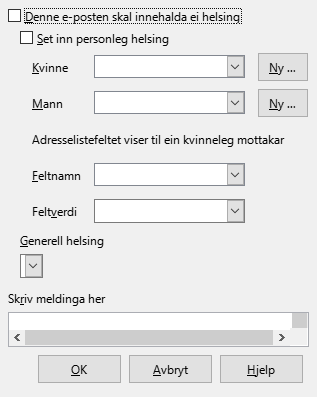 Denne e-posten skal innehalda ei helsing
Set inn personleg helsing
Kvinne Ny ...
Mann Ny ...
Adresselistefeltet viser til ein kvinneleg mottakar
Feltnamn
Feltverdi
Generell helsing
Skriv meldinga her
OK Avbryt Hjelp